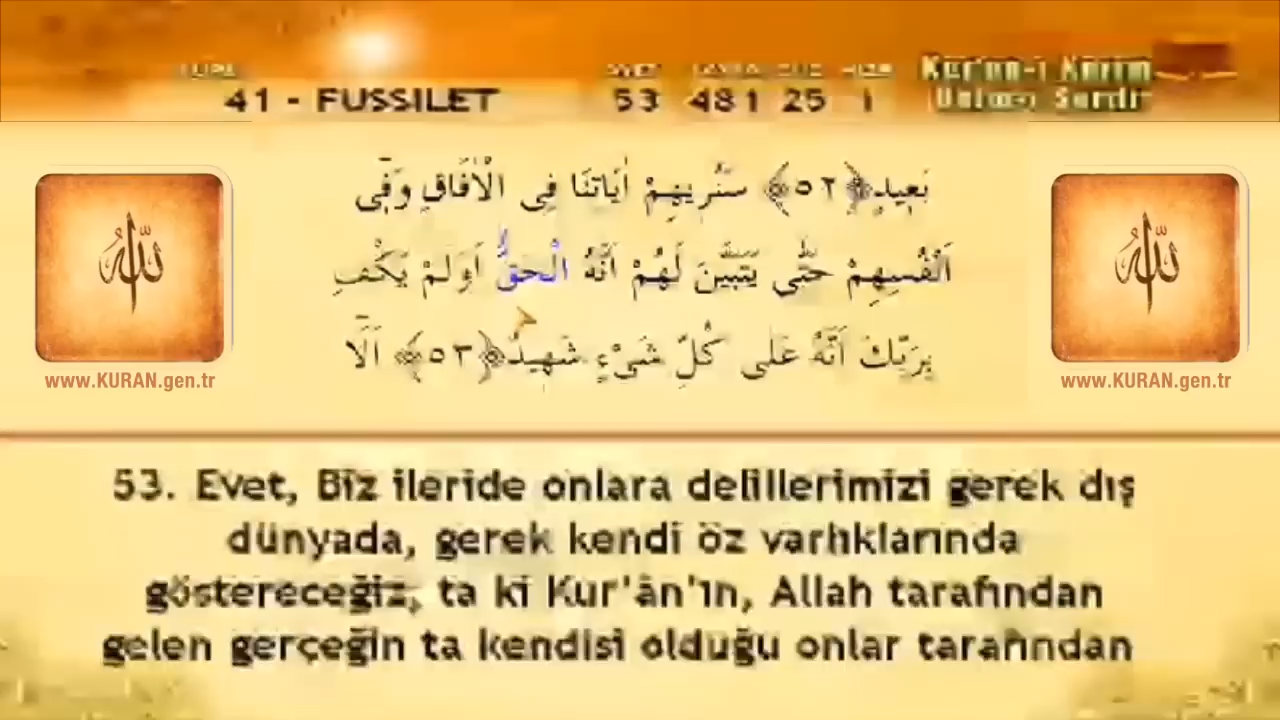 41 - FUSSILET 53 481 25 1
Kur'an-ı Kerim
بَعِيدٍ ﴿٥٢﴾ سَنُرِيهِمْ اٰيَاتِنَا فِى الْاٰفَاقِ وَفٓى
اَنْفُسِهِمْ حَتّٰى يَتَبَيَّنَ لَهُمْ اَنَّهُ الْحَقُّ اَوَلَمْ يَكْفِ
بِرَبِّكَ اَنَّهُ عَلٰى كُلِّ شَىْءٍ شَهِيدٌ ﴿٥٣﴾ اَلَٓا
الله
www.KURAN.gen.tr
الله
www.KURAN.gen.tr
53. Evet, Biz ileride onlara delillerimizi gerek dış
dünyada, gerek kendi öz varlıklarında
göstereceğiz; ta ki Kur'ân'ın, Allah tarafından
gelen gerçeğin ta kendisi olduğu onlar tarafından